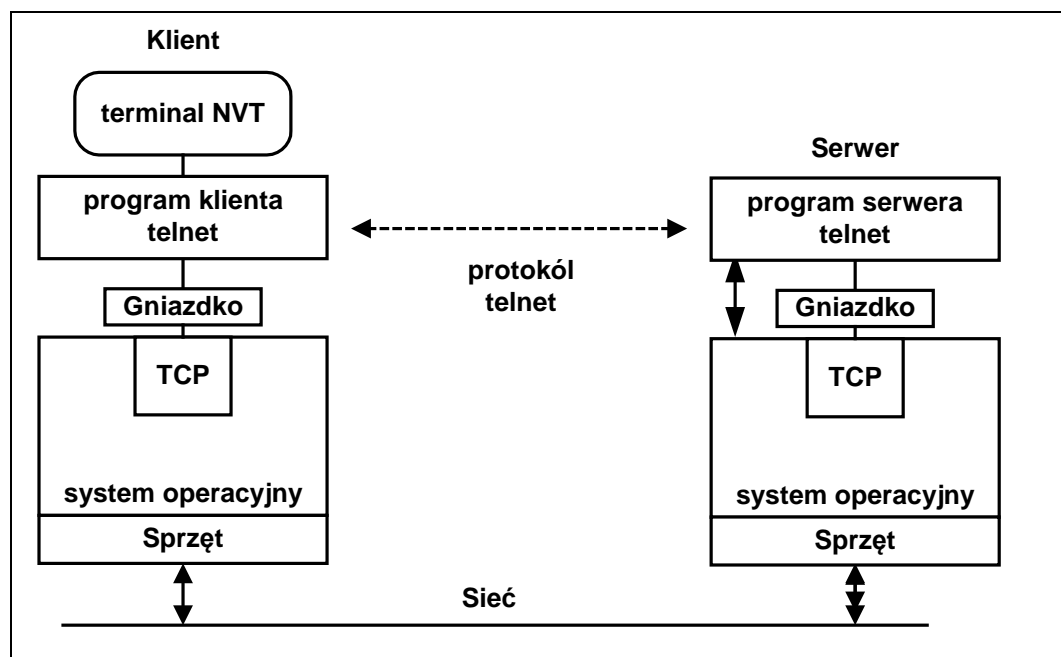 Klient
terminal NVT
program klienta
telnet
Gniazdko
TCP
system operacyjny
Sprzęt
protokól
telnet
Sieć
Serwer
program serwera
telnet
Gniazdko
TCP
system operacyjny
Sprzęt